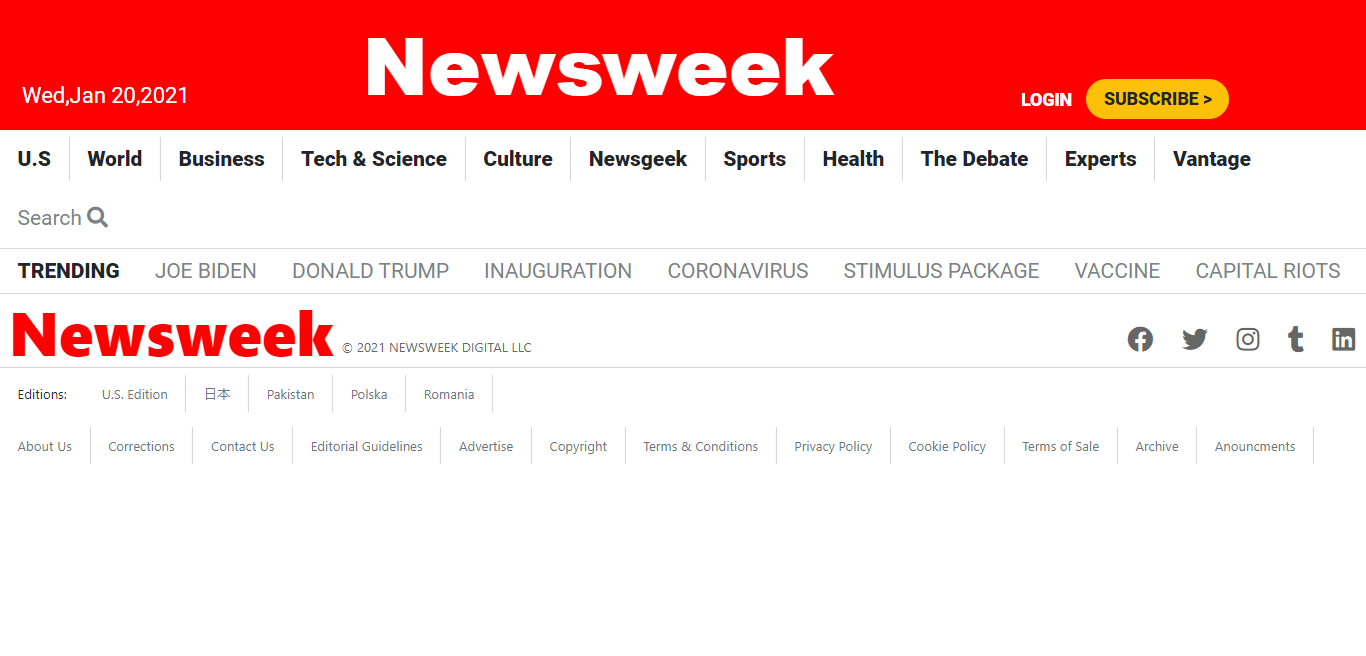 Newsweek
Wed,Jan 20,2021
LOGIN SUBSCRIBE >
U.S World Business Tech & Science Culture Newsgeek Sports Health The Debate Experts Vantage
Search
TRENDING JOE BIDEN DONALD TRUMP INAUGURATION CORONAVIRUS STIMULUS PACKAGE VACCINE CAPITAL RIOTS
Newsweek © 2021 NEWSWEEK DIGITAL LLC
Editions: U.S. Edition 日本 Pakistan Polska Romania
About Us Corrections Contact Us Editorial Guidelines Advertise Copyright Terms & Conditions Privacy Policy Cookie Policy Terms of Sale Archive Anouncments